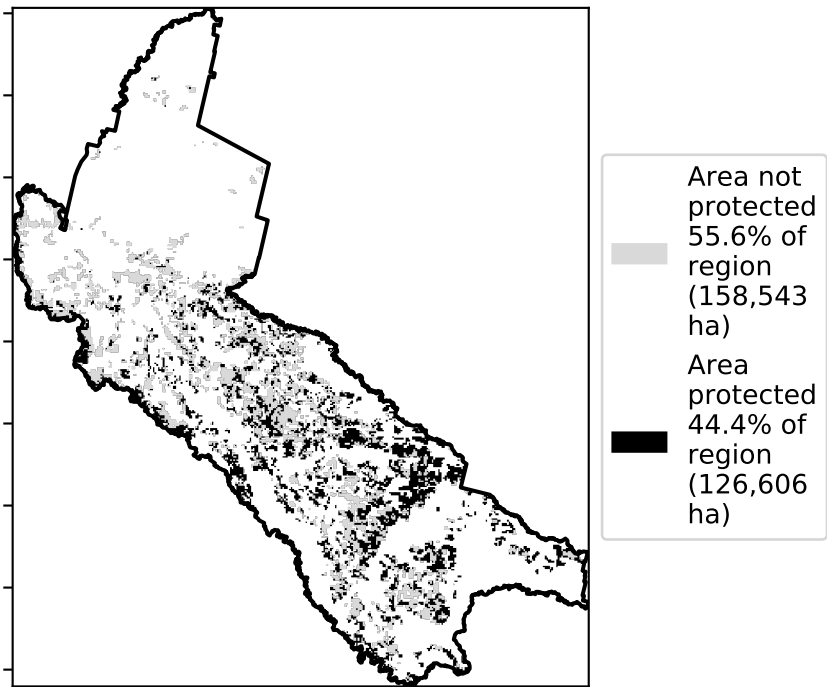 Area not
protected
55.6% of
region
(158,543
ha)
Area
protected
44.4% of
region
(126,606
ha)